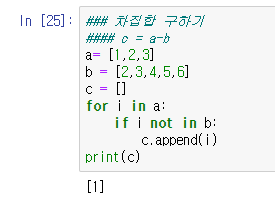 In [25]: ### 차집합 구하기
#### c = a-b
a= [1,2,3]
b = [2,3,4,5,6]
c = []
for i in a:
    if i not in b:
        c.append(i)
print(c)
[1]